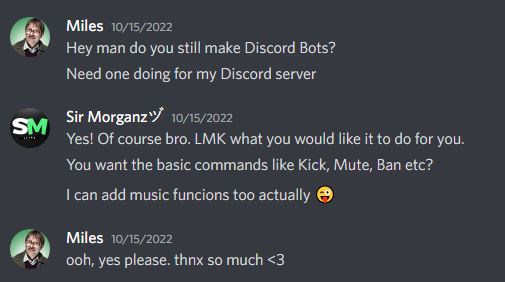 Miles 10/15/2022
Hey man do you still make Discord Bots?
Need one doing for my Discord server
SM
Sir Morganzヅ 10/15/2022
Yes! Of course bro. LMK what you would like it to do for you.
You want the basic commands like Kick, Mute, Ban etc?
I can add music funcions too actually 😜
Miles 10/15/2022
ooh, yes please. thnx so much <3